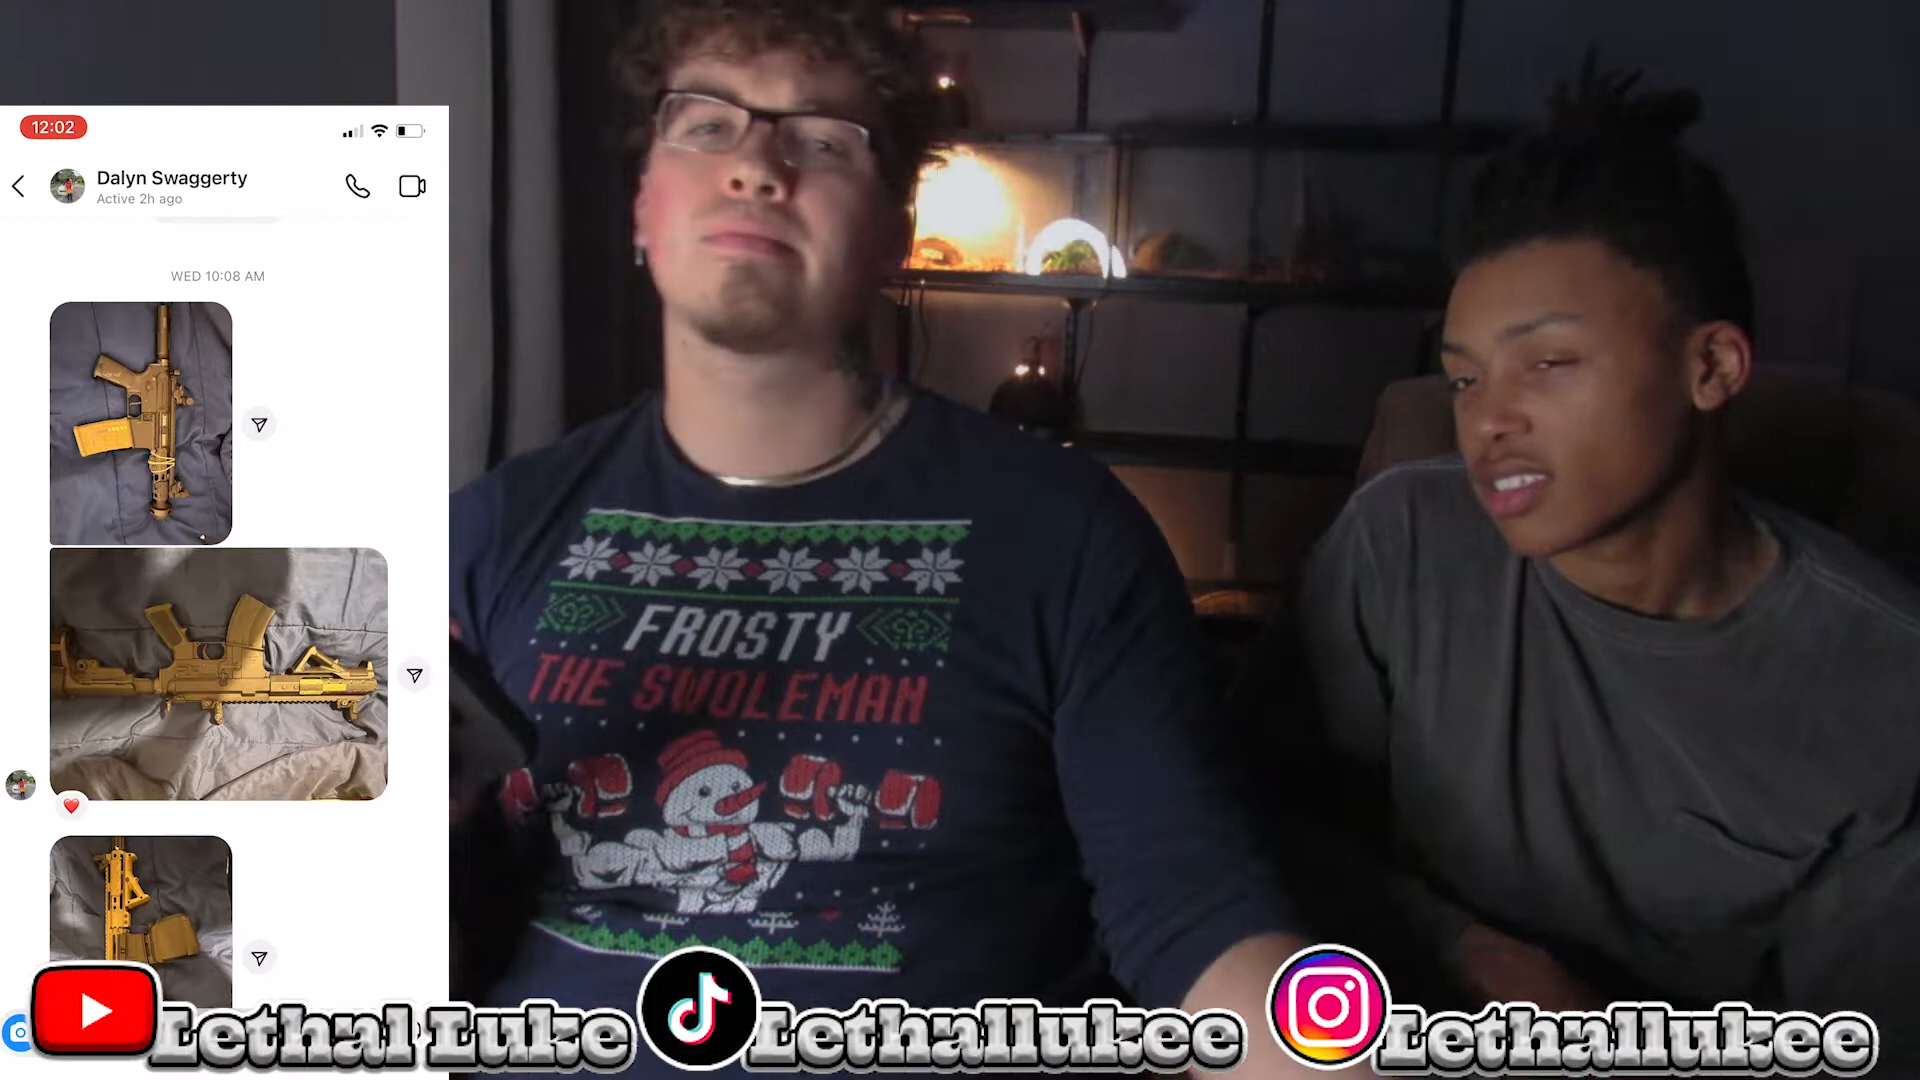 12:02
Dalyn Swaggerty
Active 2h ago
WED 10:08 AM
FROSTY
THE SWOLEMAN
Lethal Luke
Lethallukee
Lethallukee